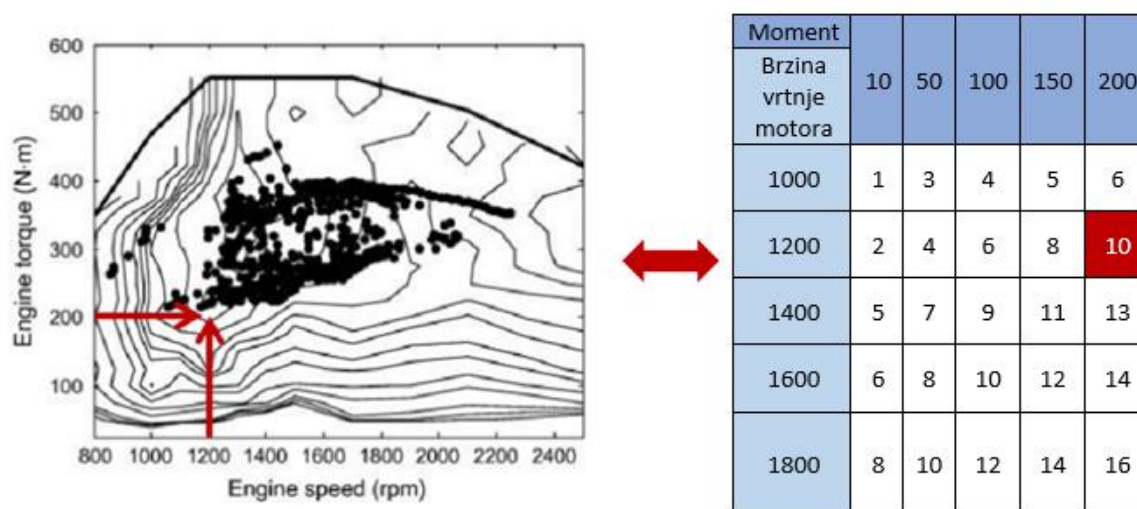 600
500
400
300
200
100
Engine torque (N·m)
800 1000 1200 1400 1600 1800 2000 2200 2400
Engine speed (rpm)
Moment
Brzina
vrtnje
motora
10 50 100 150 200
1000 1 3 4 5 6
1200 2 4 6 8 10
1400 5 7 9 11 13
1600 6 8 10 12 14
1800 8 10 12 14 16